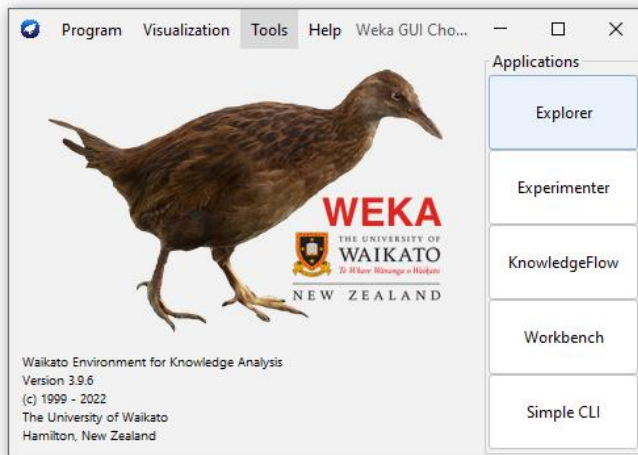 Program Visualization Tools Help Weka GUI Cho...
Applications
Explorer
Experimenter
KnowledgeFlow
Workbench
Simple CLI
WEKA
THE UNIVERSITY OF
WAIKATO
Te Whare Wānanga o Waikato
NEW ZEALAND
Waikato Environment for Knowledge Analysis
Version 3.9.6
(c) 1999 - 2022
The University of Waikato
Hamilton, New Zealand